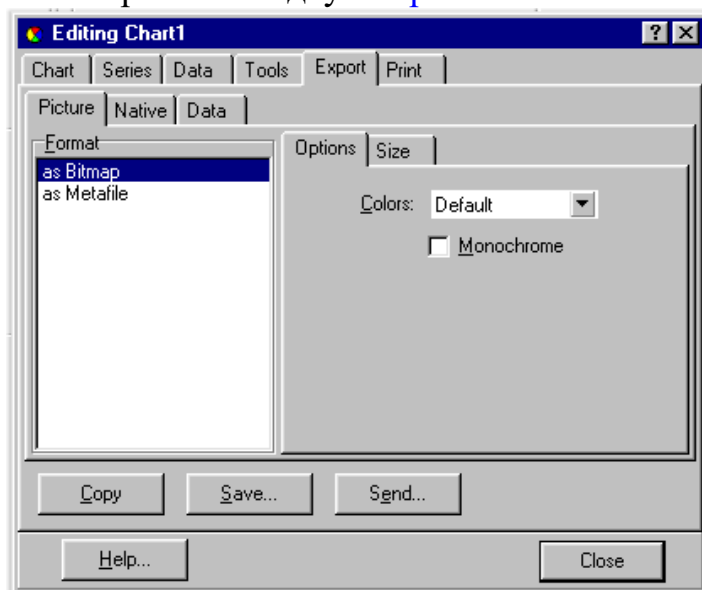 Editing Chart1
Chart Series Data Tools Export Print
Picture Native Data
Format
as Bitmap
as Metafile
Options Size
Colors: Default
Monochrome
Copy Save... Send...
Help... Close